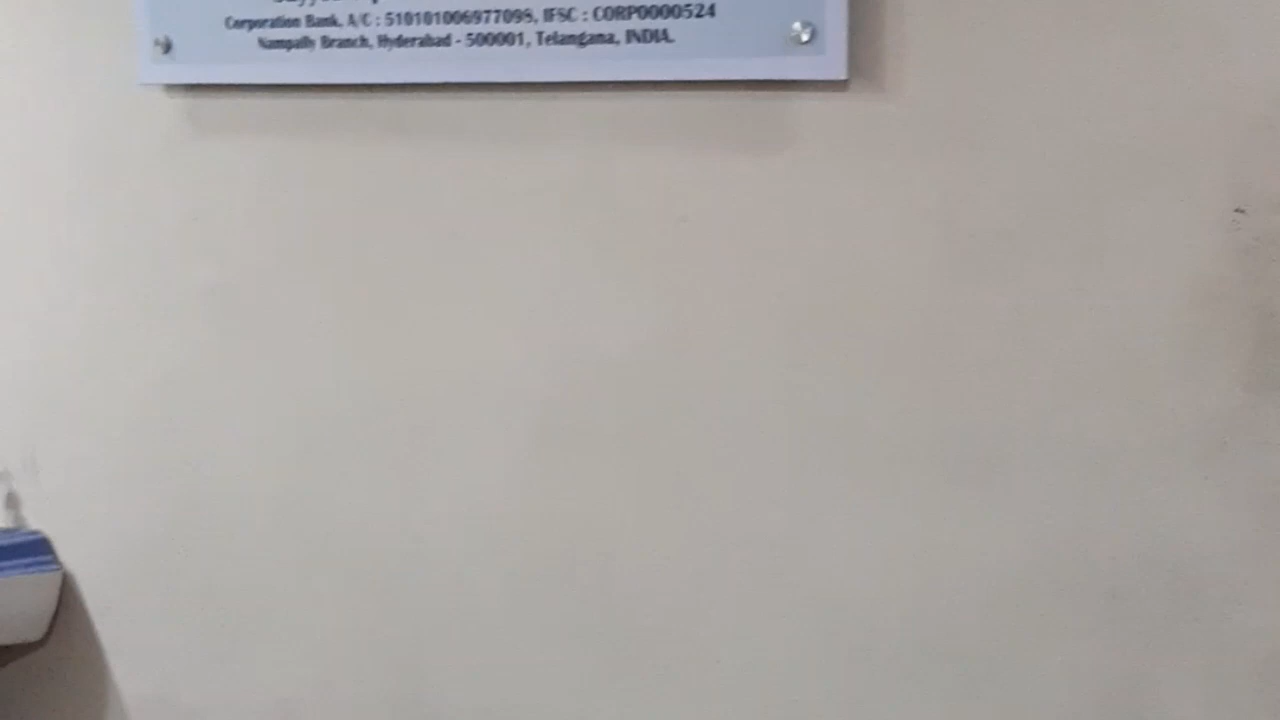 Corporation Bank, A/C : 510101006977099, IFSC : CORP0000524
Nampally Branch, Hyderabad - 500001, Telangana, INDIA.